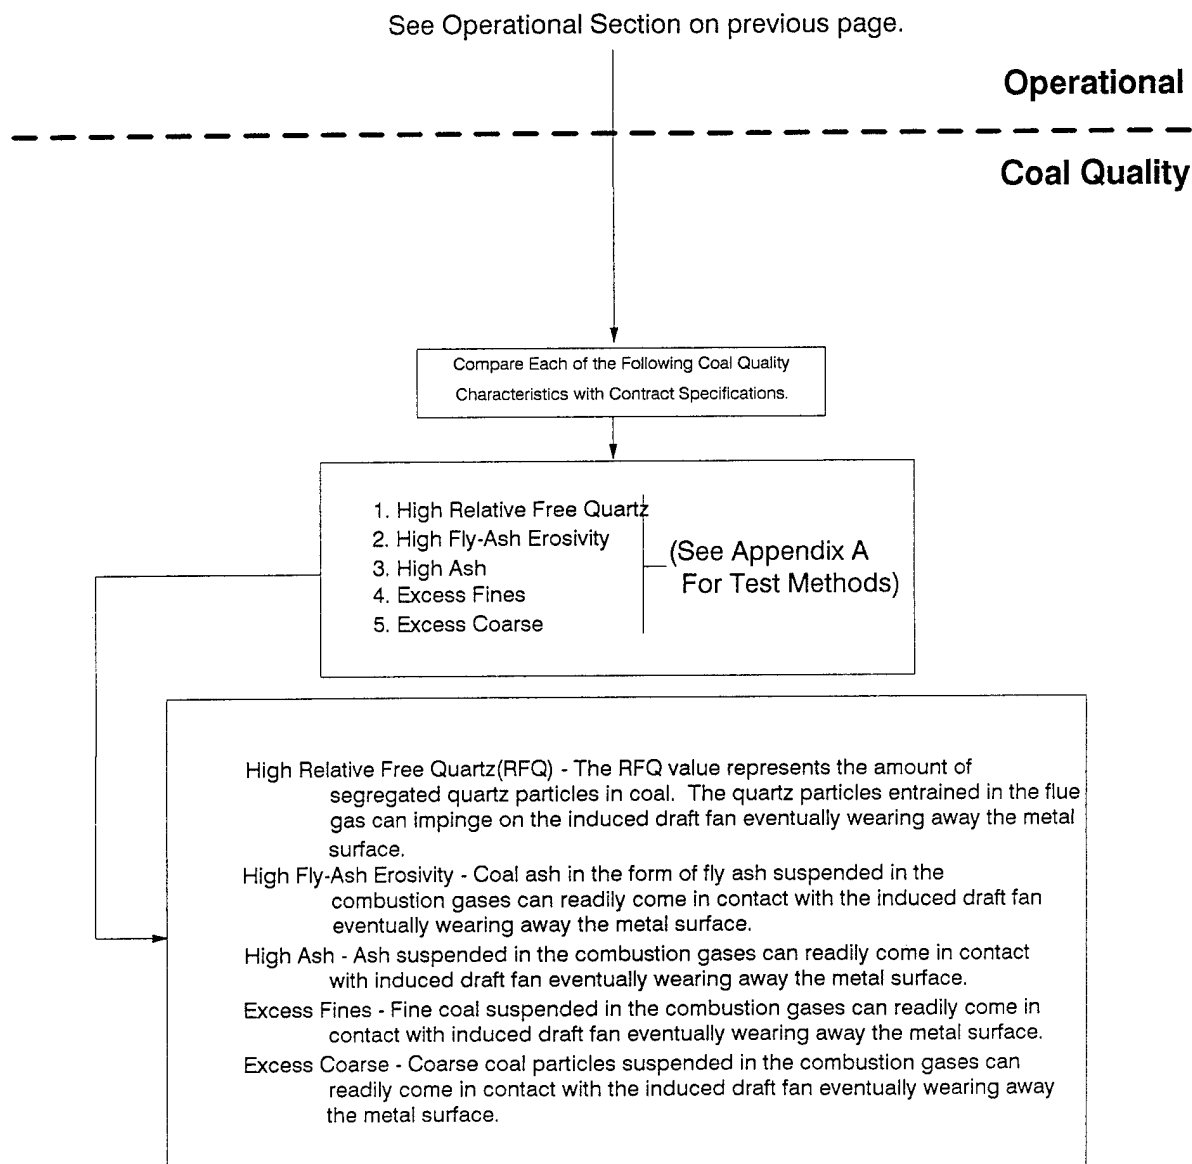 See Operational Section on previous page.
Operational
Coal Quality
Compare Each of the Following Coal Quality
Characteristics with Contract Specifications.
1. High Relative Free Quartz
2. High Fly-Ash Erosivity
3. High Ash
4. Excess Fines
5. Excess Coarse
(See Appendix A
For Test Methods)
High Relative Free Quartz(RFQ) - The RFQ value represents the amount of
segregated quartz particles in coal. The quartz particles entrained in the flue
gas can impinge on the induced draft fan eventually wearing away the metal
surface.
High Fly-Ash Erosivity - Coal ash in the form of fly ash suspended in the
combustion gases can readily come in contact with the induced draft fan
eventually wearing away the metal surface.
High Ash - Ash suspended in the combustion gases can readily come in contact
with induced draft fan eventually wearing away the metal surface.
Excess Fines - Fine coal suspended in the combustion gases can readily come in
contact with induced draft fan eventually wearing away the metal surface.
Excess Coarse - Coarse coal particles suspended in the combustion gases can
readily come in contact with the induced draft fan eventually wearing away
the metal surface.